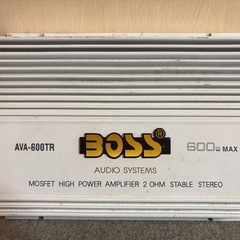 AVA-600TR BOSS® 600W MAX
AUDIO SYSTEMS
MOSFET HIGH POWER AMPLIFIER 2 OHM STABLE STEREO